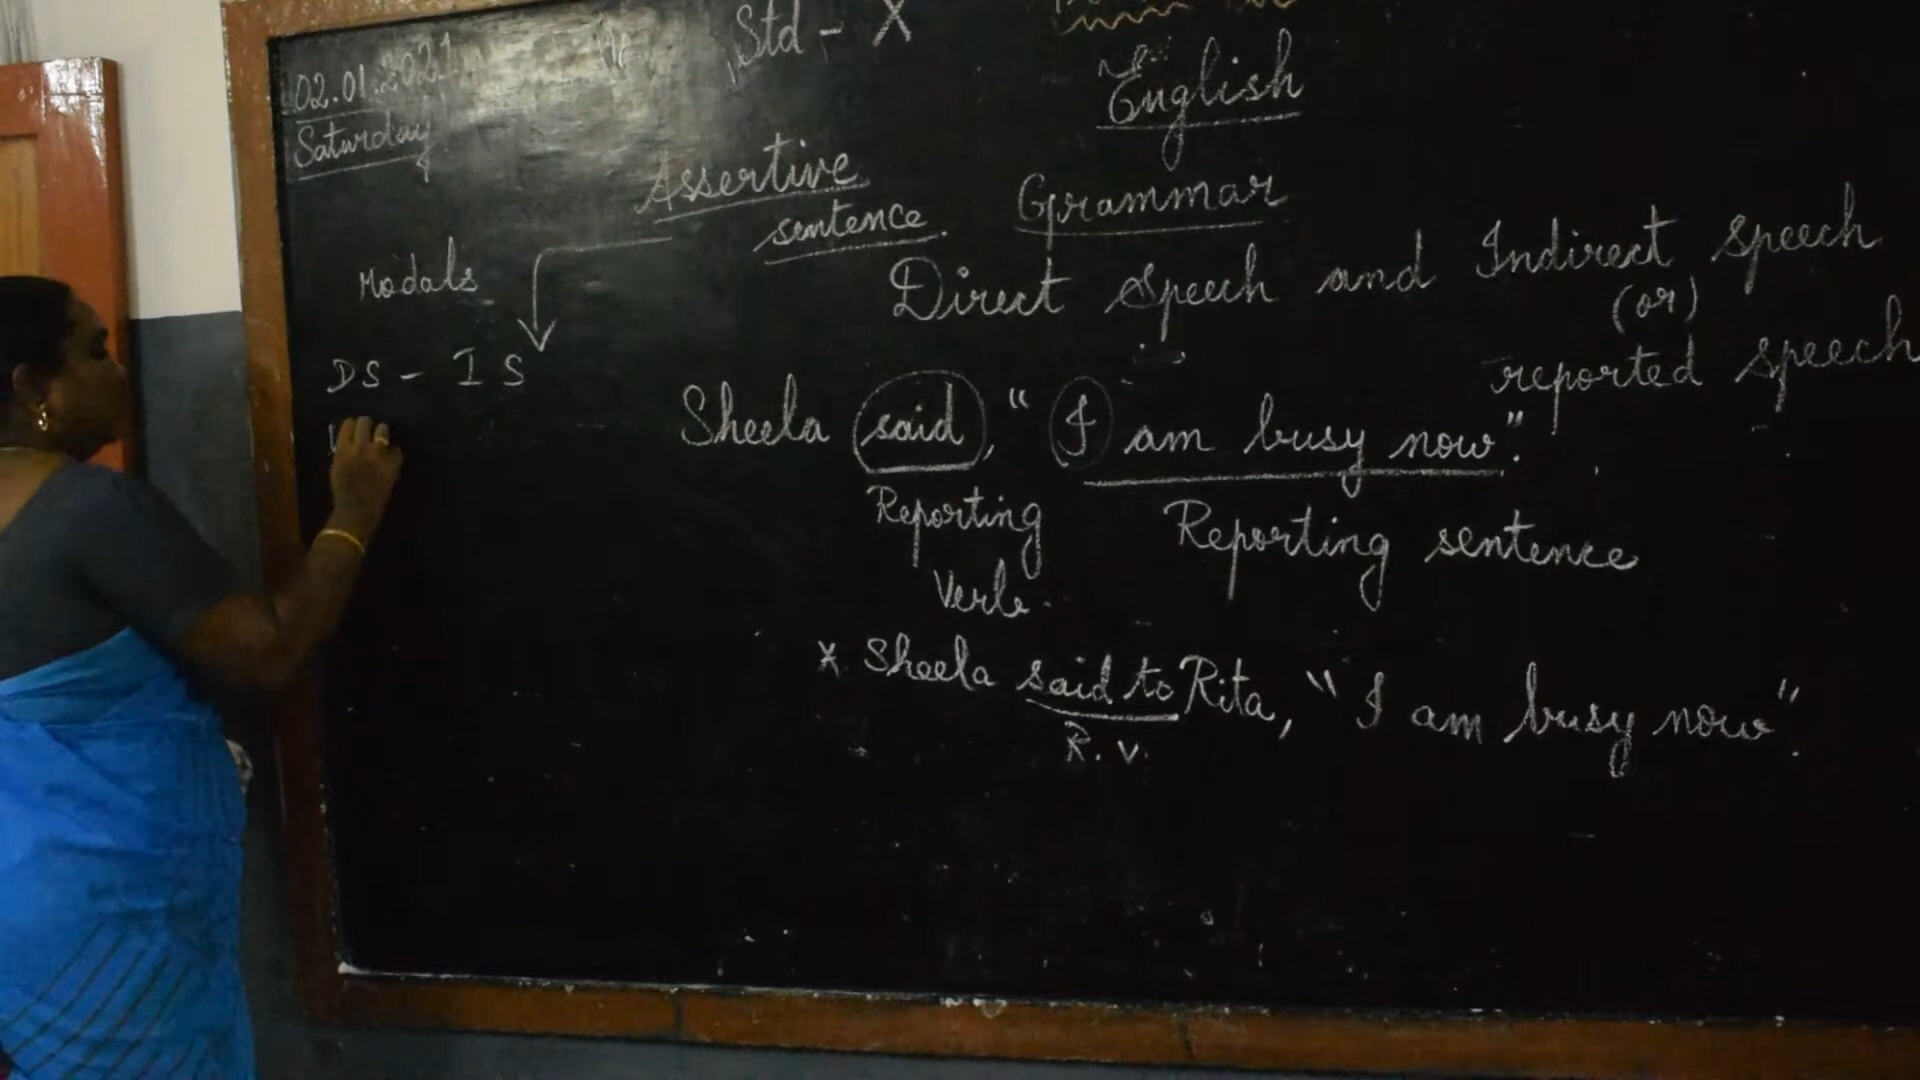 02.01.2021
Saturday
Std - X
English
Assertive
sentence.
Grammar
Direct speech and Indirect speech
(or)
reported speech
Modals
DS - IS
Sheela said, "I am busy now".
Reporting
Verb.
Reporting sentence
* Sheela said to Rita, "I am busy now".
R.V.